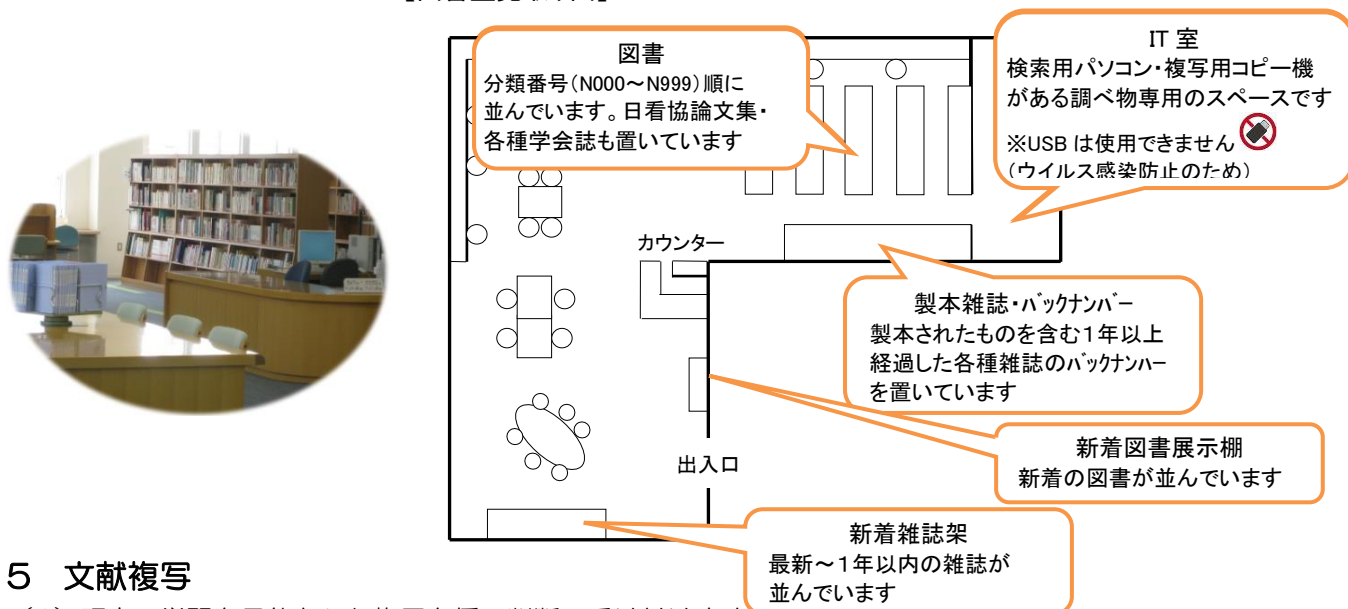 図書
分類番号(N000～N999)順に
並んでいます。日看協論文集・
各種学会誌も置いています
IT 室
検索用パソコン・複写用コピー機
がある調べ物専用のスペースです
※USB は使用できません
(ウイルス感染防止のため)
カウンター
製本雑誌・バックナンバー
製本されたものを含む1年以上
経過した各種雑誌のバックナンバー
を置いています
新着図書展示棚
新着の図書が並んでいます
出入口
新着雑誌架
最新～1年以内の雑誌が
並んでいます
5 文献複写